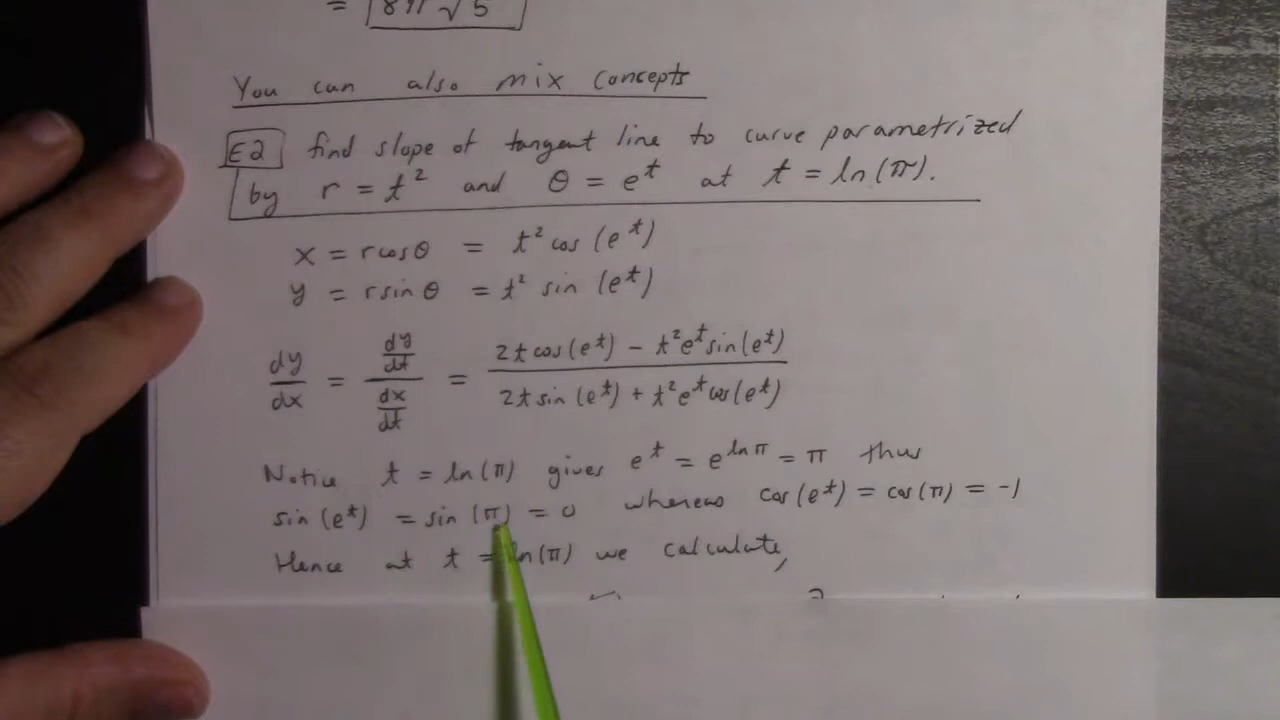 = 8π √5
You can also mix concepts
E2 find slope of tangent line to curve parametrized
by r = t² and θ = e^t at t = ln(π).
x = r cos θ = t² cos (e^t)
y = r sin θ = t² sin (e^t)
dy/dx = (dy/dt)/(dx/dt) = (2t cos(e^t) - t² e^t sin(e^t))/(2t sin(e^t) + t² e^t cos(e^t))
Notice t = ln(π) gives e^t = e^{ln π} = π thus
sin(e^t) = sin(π) = 0 whereas cos(e^t) = cos(π) = -1
Hence at t = ln(π) we calculate,